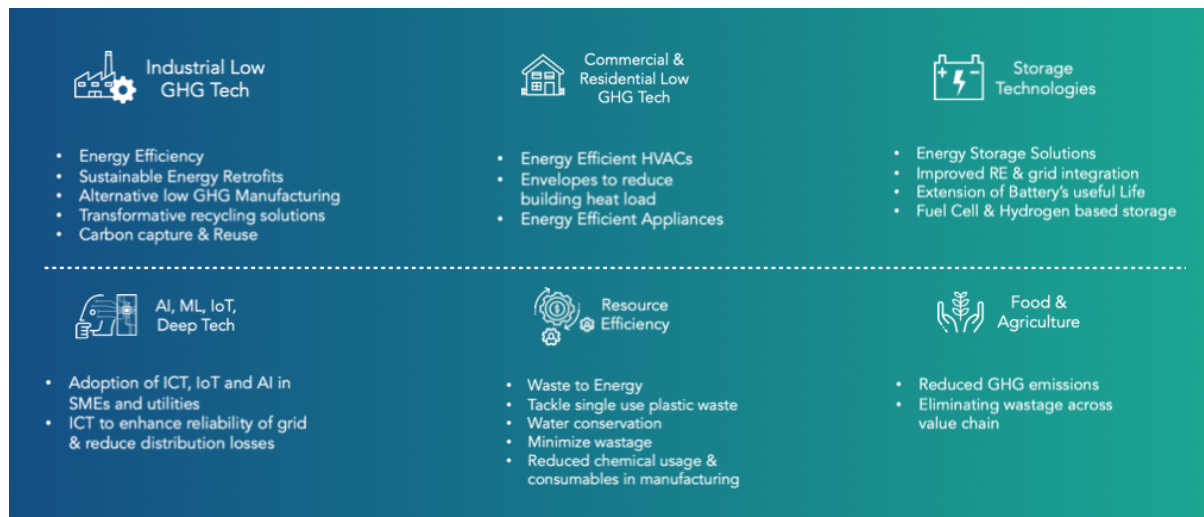 Industrial Low
GHG Tech
• Energy Efficiency
• Sustainable Energy Retrofits
• Alternative low GHG Manufacturing
• Transformative recycling solutions
• Carbon capture & Reuse
Commercial &
Residential Low
GHG Tech
• Energy Efficient HVACs
• Envelopes to reduce
building heat load
• Energy Efficient Appliances
Storage
Technologies
• Energy Storage Solutions
• Improved RE & grid integration
• Extension of Battery's useful Life
• Fuel Cell & Hydrogen based storage
AI, ML, IoT,
Deep Tech
• Adoption of ICT, IoT and AI in
SMEs and utilities
• ICT to enhance reliability of grid
& reduce distribution losses
Resource
Efficiency
• Waste to Energy
• Tackle single use plastic waste
• Water conservation
• Minimize wastage
• Reduced chemical usage &
consumables in manufacturing
Food &
Agriculture
• Reduced GHG emissions
• Eliminating wastage across
value chain